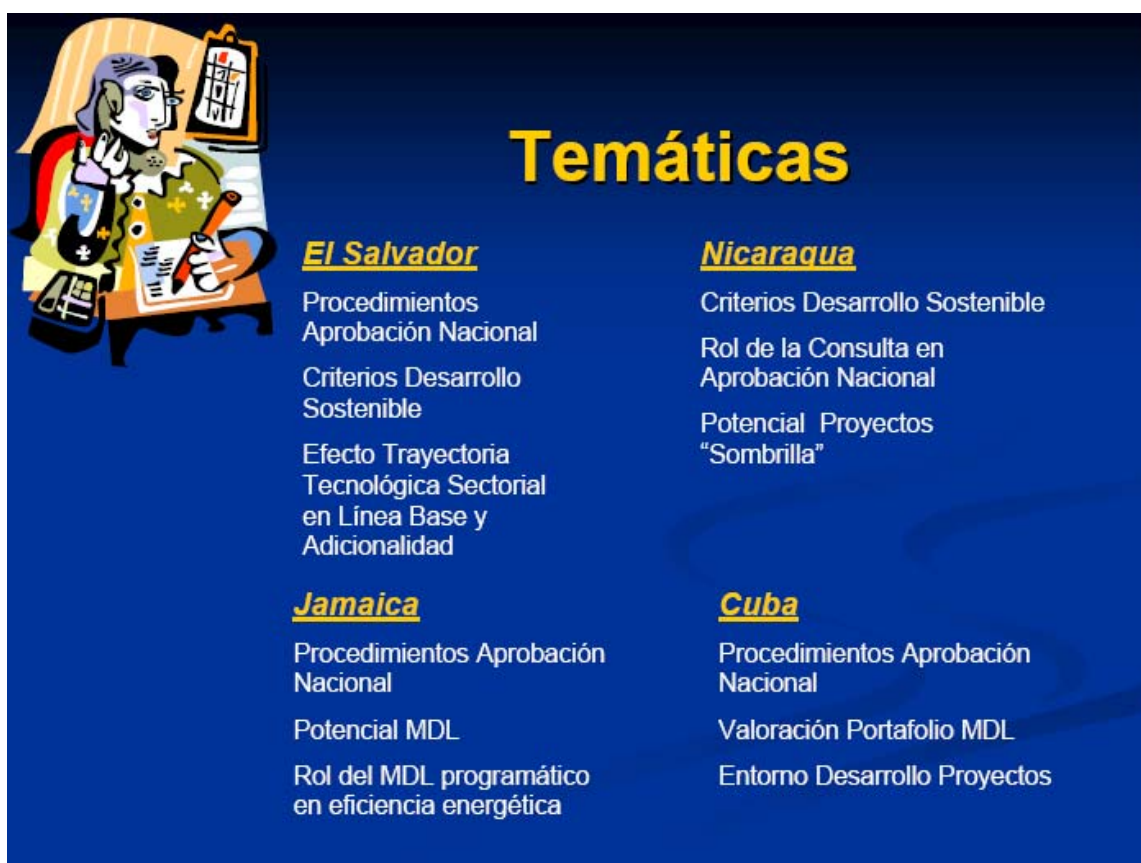 Temáticas
El Salvador
Procedimientos
Aprobación Nacional
Criterios Desarrollo
Sostenible
Efecto Trayectoria
Tecnológica Sectorial
en Línea Base y
Adicionalidad
Nicaragua
Criterios Desarrollo Sostenible
Rol de la Consulta en
Aprobación Nacional
Potencial Proyectos
“Sombrilla”
Jamaica
Procedimientos Aprobación
Nacional
Potencial MDL
Rol del MDL programático
en eficiencia energética
Cuba
Procedimientos Aprobación
Nacional
Valoración Portafolio MDL
Entorno Desarrollo Proyectos